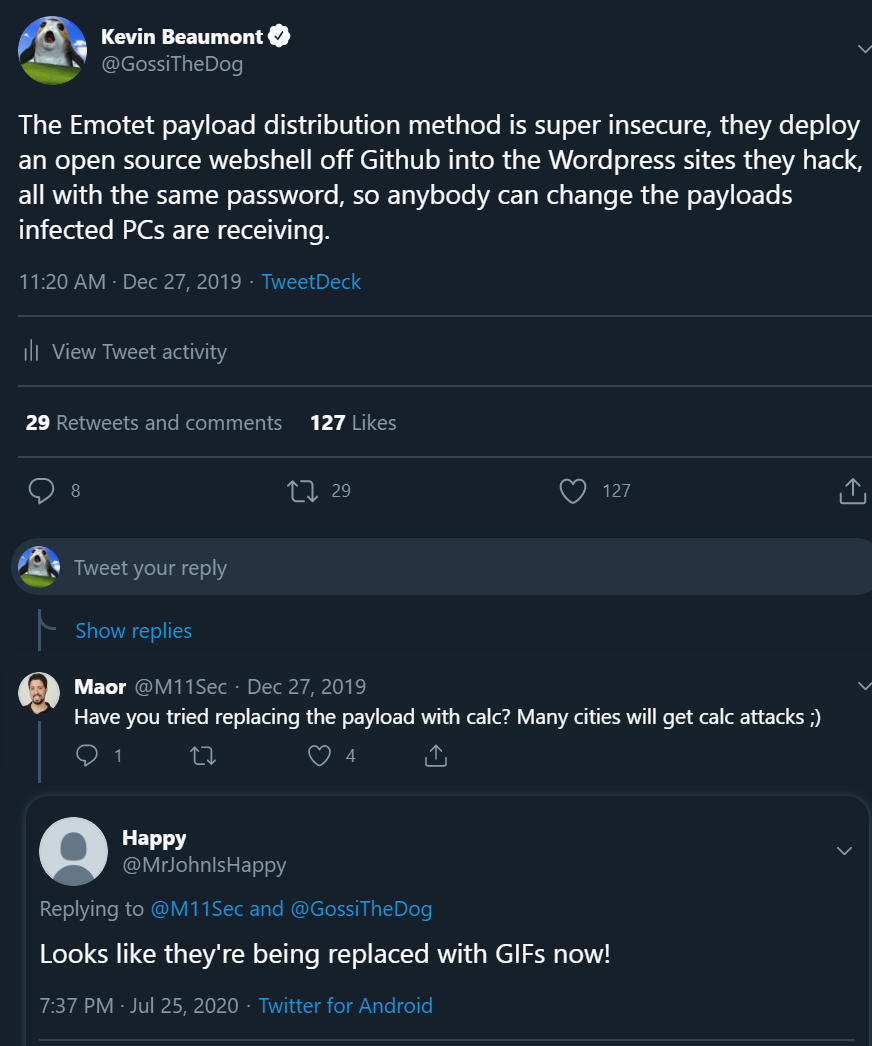 Kevin Beaumont
@GossiTheDog
The Emotet payload distribution method is super insecure, they deploy
an open source webshell off Github into the Wordpress sites they hack,
all with the same password, so anybody can change the payloads
infected PCs are receiving.
11:20 AM · Dec 27, 2019 · TweetDeck
View Tweet activity
29 Retweets and comments 127 Likes
8 29 127
Tweet your reply
Show replies
Maor @M11Sec · Dec 27, 2019
Have you tried replacing the payload with calc? Many cities will get calc attacks ;)
1 4
Happy
@MrJohnIsHappy
Replying to @M11Sec and @GossiTheDog
Looks like they're being replaced with GIFs now!
7:37 PM · Jul 25, 2020 · Twitter for Android